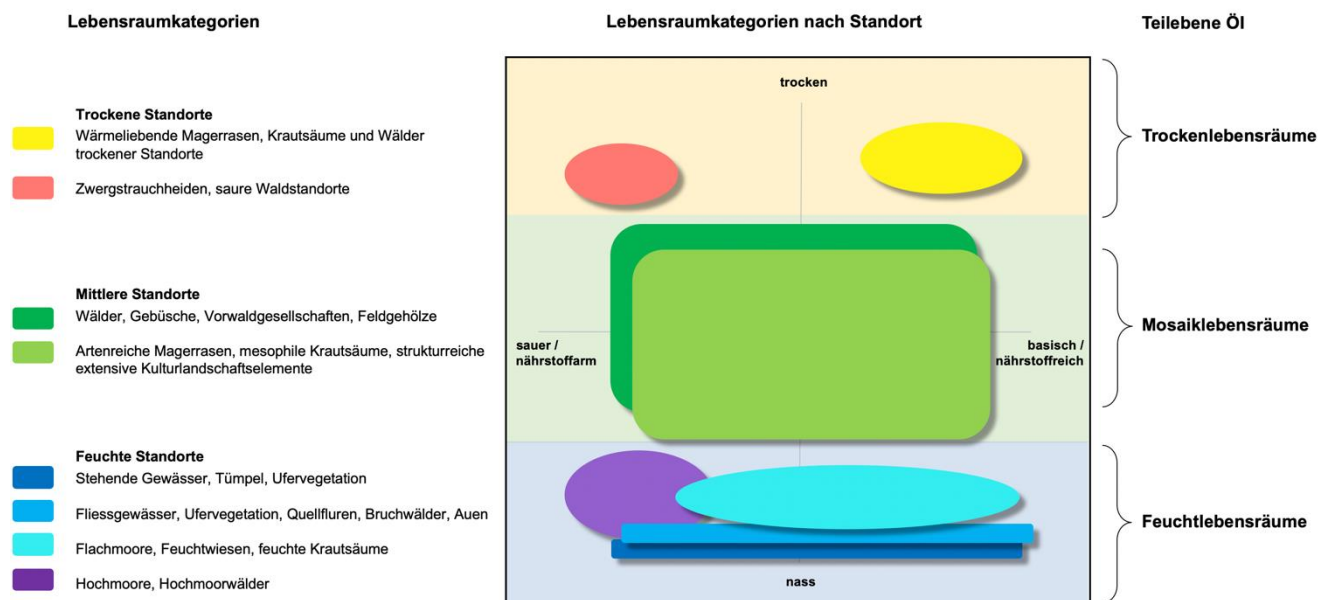 Lebensraumkategorien
Lebensraumkategorien nach Standort
Teilebene Öl
Trockene Standorte
Wärmeliebende Magerrasen, Krautsäume und Wälder
trockener Standorte
Zwergstrauchheiden, saure Waldstandorte
Mittlere Standorte
Wälder, Gebüsche, Vorwaldgesellschaften, Feldgehölze
Artenreiche Magerrasen, mesophile Krautsäume, strukturreiche
extensive Kulturlandschaftselemente
Feuchte Standorte
Stehende Gewässer, Tümpel, Ufervegetation
Fliessgewässer, Ufervegetation, Quellfluren, Bruchwälder, Auen
Flachmoore, Feuchtwiesen, feuchte Krautsäume
Hochmoore, Hochmoorwälder
trocken
sauer /
nährstoffarm
basisch /
nährstoffreich
nass
Trockenlebensräume
Mosaiklebensräume
Feuchtlebensräume